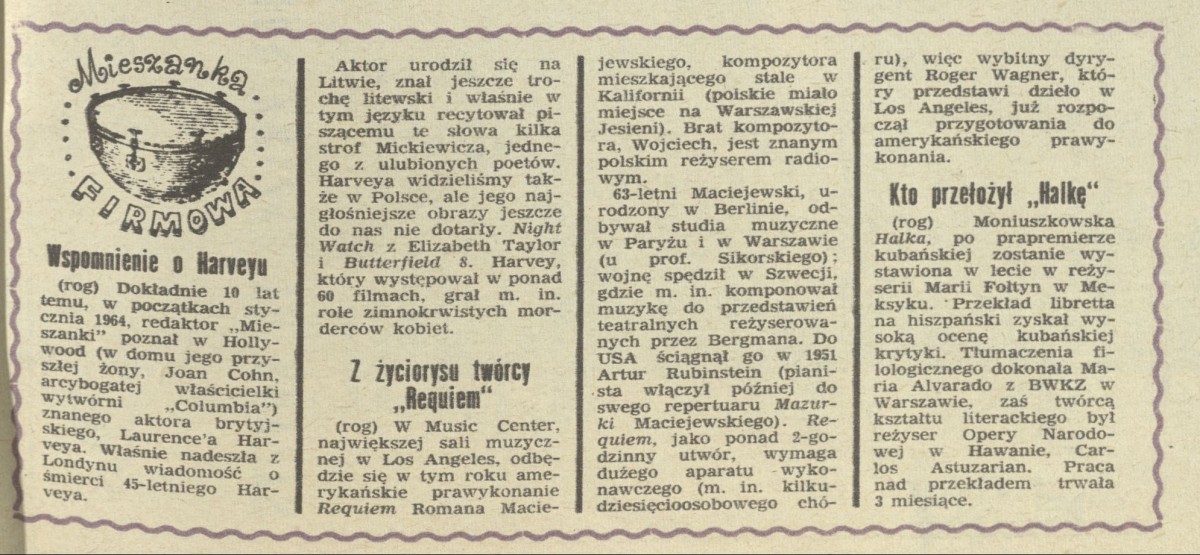 Mieszanka
FIRMOWA
Wspomnienie o Harveyu
(rog) Dokładnie 10 lat
temu, w początkach sty-
cznia 1964, redaktor „Mie-
szanki" poznał w Holly-
wood (w domu jego przy-
szłej żony, Joan Cohn,
arcybogatej właścicielki
wytwórni „Columbia")
znanego aktora brytyj-
skiego, Laurence'a Har-
veya. Właśnie nadeszła z
Londynu wiadomość o
śmierci 45-letniego Har-
veya.
Aktor urodził się na
Litwie, znał jeszcze tro-
chę litewski i właśnie w
tym języku recytował pi-
szącemu te słowa kilka
strof Mickiewicza, jedne-
go z ulubionych poetów.
Harveya widzieliśmy tak-
że w Polsce, ale jego naj-
głośniejsze obrazy jeszcze
do nas nie dotarły. Night
Watch z Elizabeth Taylor
i Butterfield 8. Harvey,
który występował w ponad
60 filmach, grał m. in.
role zimnokrwistych mor-
derców kobiet.
Z życiorysu twórcy
„Requiem"
(rog) W Music Center,
największej sali muzycz-
nej w Los Angeles, odbę-
dzie się w tym roku ame-
rykańskie prawykonanie
Requiem Romana Macie-
jewskiego, kompozytora
mieszkającego stale w
Kalifornii (polskie miało
miejsce na Warszawskiej
Jesieni). Brat kompozyto-
ra, Wojciech, jest znanym
polskim reżyserem radio-
wym.
63-letni Maciejewski, u-
rodzony w Berlinie, od-
bywał studia muzyczne
w Paryżu i w Warszawie
(u prof. Sikorskiego);
wojnę spędził w Szwecji,
gdzie m. in. komponował
muzykę do przedstawień
teatralnych reżyserowa-
nych przez Bergmana. Do
USA ściągnął go w 1951
Artur Rubinstein (piani-
sta włączył później do
swego repertuaru Mazur-
ki Maciejewskiego). Re-
quiem, jako ponad 2-go-
dzinny utwór, wymaga
dużego aparatu wyko-
nawczego (m. in. kilku-
dziesięcioosobowego chó-
ru), więc wybitny dyry-
gent Roger Wagner, któ-
ry przedstawi dzieło w
Los Angeles, już rozpo-
czął przygotowania do
amerykańskiego prawy-
konania.
Kto przełożył „Halkę"
(rog) Moniuszkowska
Halka, po prapremierze
kubańskiej zostanie wy-
stawiona w lecie w reży-
serii Marii Fołtyn w Me-
ksyku. Przekład libretta
na hiszpański zyskał wy-
soką ocenę kubańskiej
krytyki. Tłumaczenia fi-
lologicznego dokonała Ma-
ria Alvarado z BWKZ w
Warszawie, zaś twórcą
kształtu literackiego był
reżyser Opery Narodo-
wej w Hawanie, Car-
los Astuzarian. Praca
nad przekładem trwała
3 miesiące.